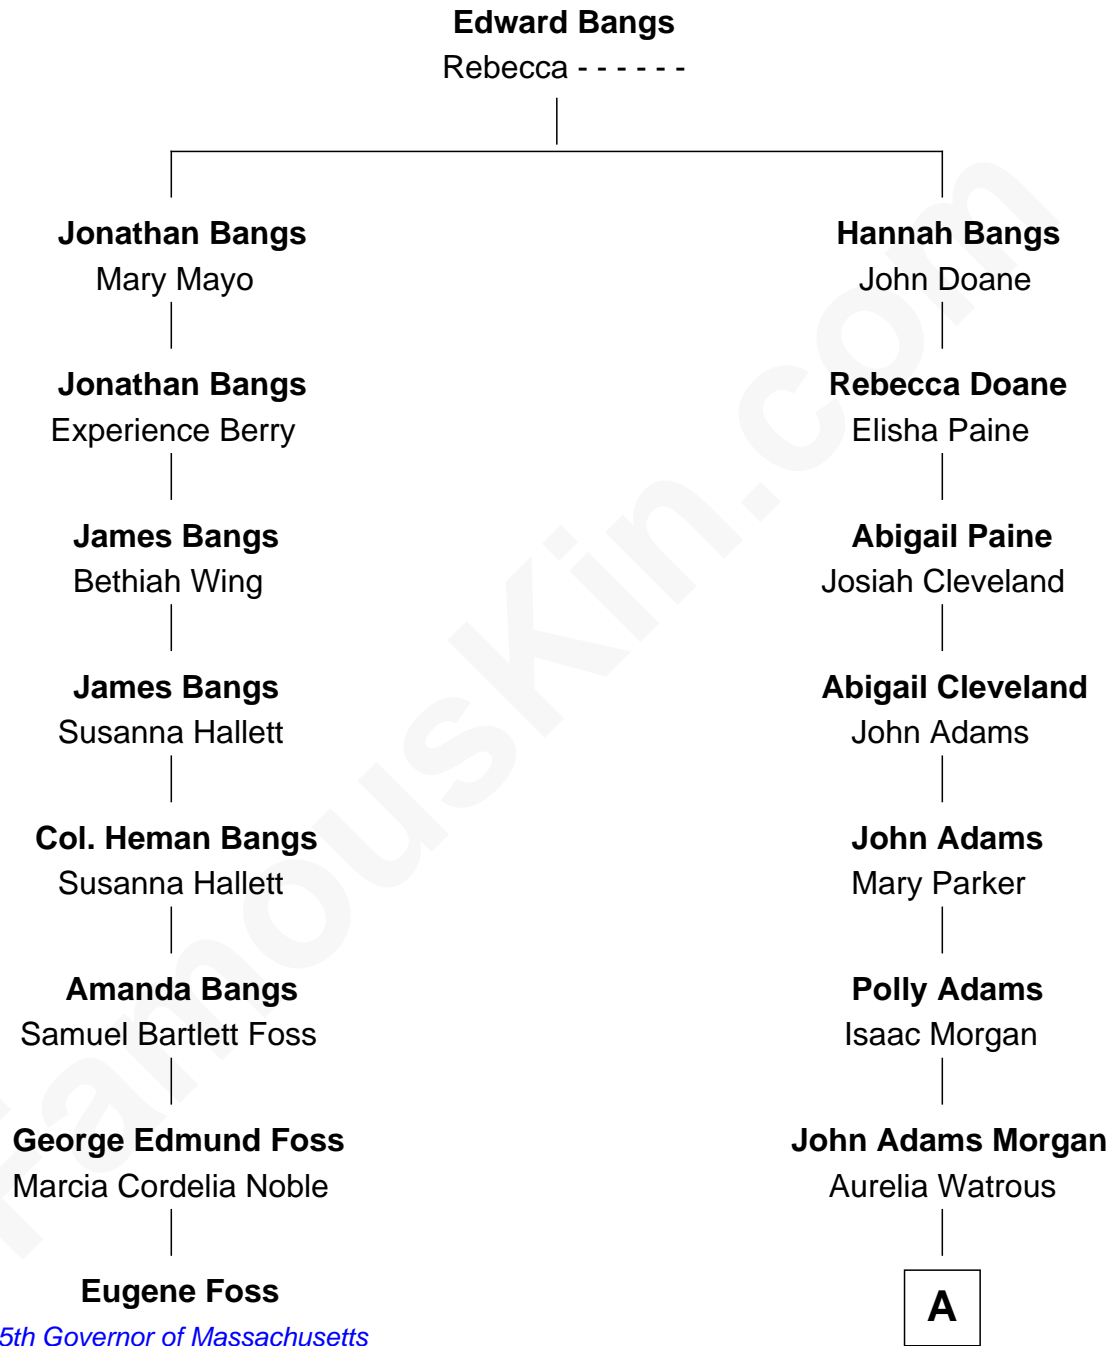 Edward Bangs
Rebecca - - - - - -
Jonathan Bangs
Mary Mayo
Hannah Bangs
John Doane
Jonathan Bangs
Experience Berry
Rebecca Doane
Elisha Paine
James Bangs
Bethiah Wing
Abigail Paine
Josiah Cleveland
James Bangs
Susanna Hallett
Abigail Cleveland
John Adams
Col. Heman Bangs
Susanna Hallett
John Adams
Mary Parker
Amanda Bangs
Samuel Bartlett Foss
Polly Adams
Isaac Morgan
George Edmund Foss
Marcia Cordelia Noble
John Adams Morgan
Aurelia Watrous
Eugene Foss
5th Governor of Massachusetts
A
FamousKin.com